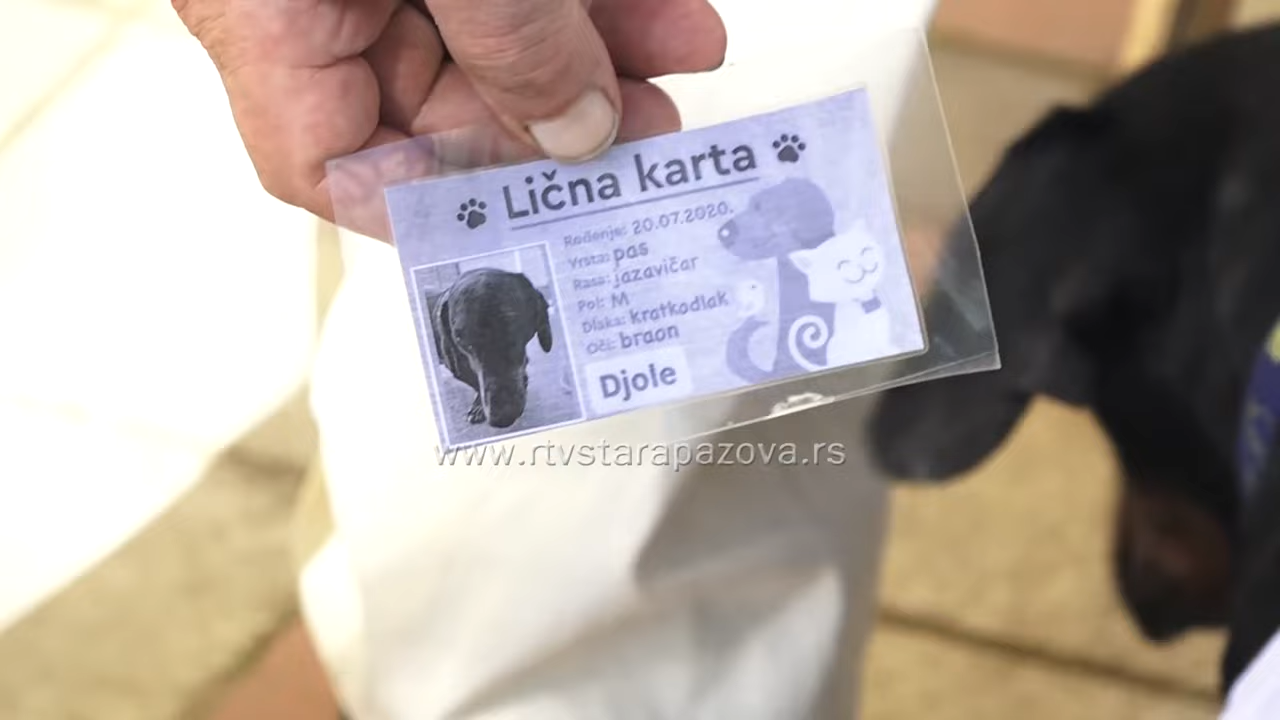 Lična karta
Rođenje: 20.07.2020.
Vrsta: pas
Rasa: jazavičar
Pol: M
Dlaka: kratkodlak
Oči: braon
Djole
www.rtvstarapazova.rs